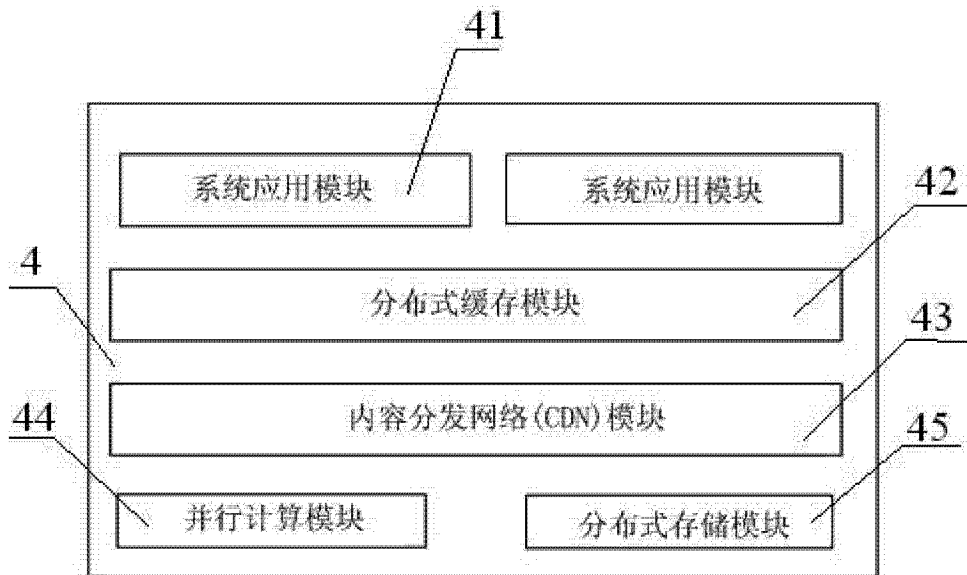 41
系统应用模块
系统应用模块
42
4
分布式缓存模块
43
内容分发网络(CDN)模块
44
45
并行计算模块
分布式存储模块